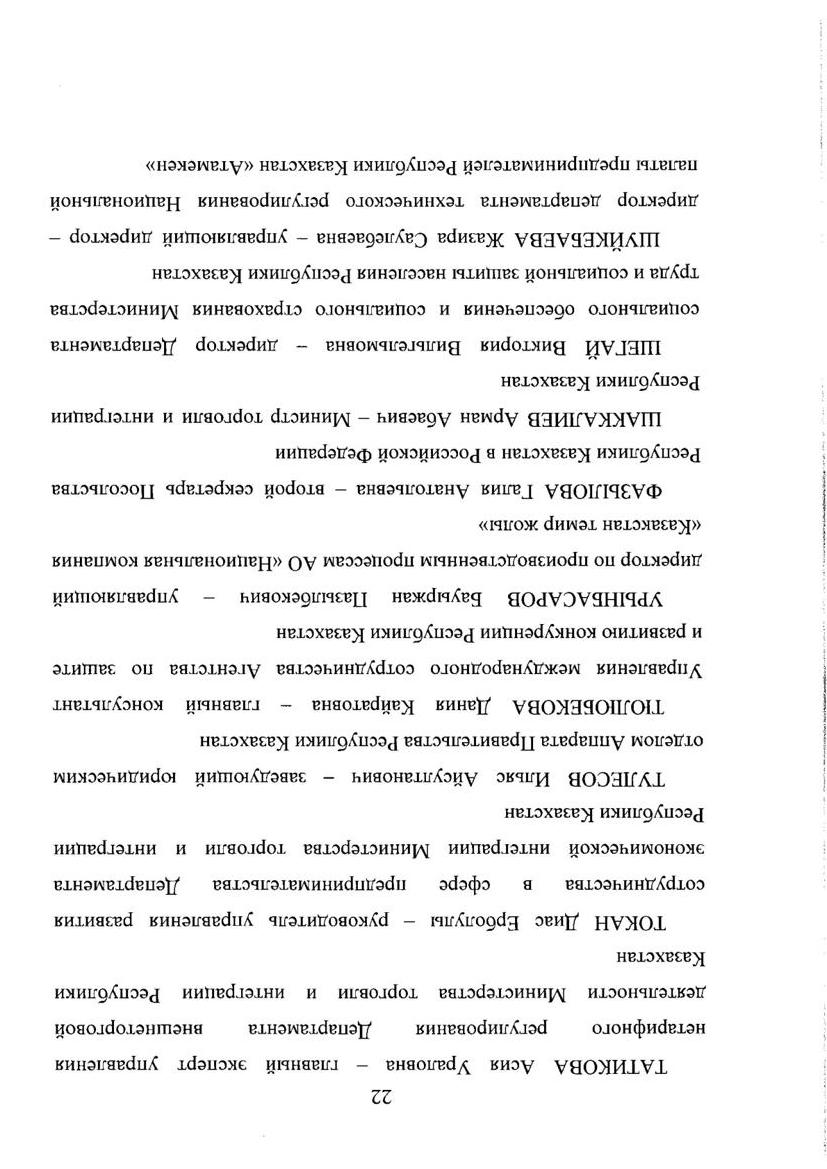 22
ТАТИКОВА Асия Ураловна – главный эксперт управления
нетарифного регулирования Департамента внешнеторговой
деятельности Министерства торговли и интеграции Республики
Казахстан
ТОКАН Диас Ерболулы – руководитель управления развития
сотрудничества в сфере предпринимательства Департамента
экономической интеграции Министерства торговли и интеграции
Республики Казахстан
ТУЛЕСОВ Ильяс Айсултанович – заведующий юридическим
отделом Аппарата Правительства Республики Казахстан
ТЮЛЮБЕКОВА Дания Кайратовна – главный консультант
Управления международного сотрудничества Агентства по защите
и развитию конкуренции Республики Казахстан
УРЫНБАСАРОВ Бауыржан Пазылбекович – управляющий
директор по производственным процессам АО «Национальная компания
«Казакстан темир жолы»
ФАЗЫЛОВА Галия Анатольевна – второй секретарь Посольства
Республики Казахстан в Российской Федерации
ШАККАЛИЕВ Арман Абаевич – Министр торговли и интеграции
Республики Казахстан
ШЕГАЙ Виктория Вильгельмовна – директор Департамента
социального обеспечения и социального страхования Министерства
труда и социальной защиты населения Республики Казахстан
ШУЙКЕБАЕВА Жазира Саулебаевна – управляющий директор –
директор департамента технического регулирования Национальной
палаты предпринимателей Республики Казахстан «Атамекен»